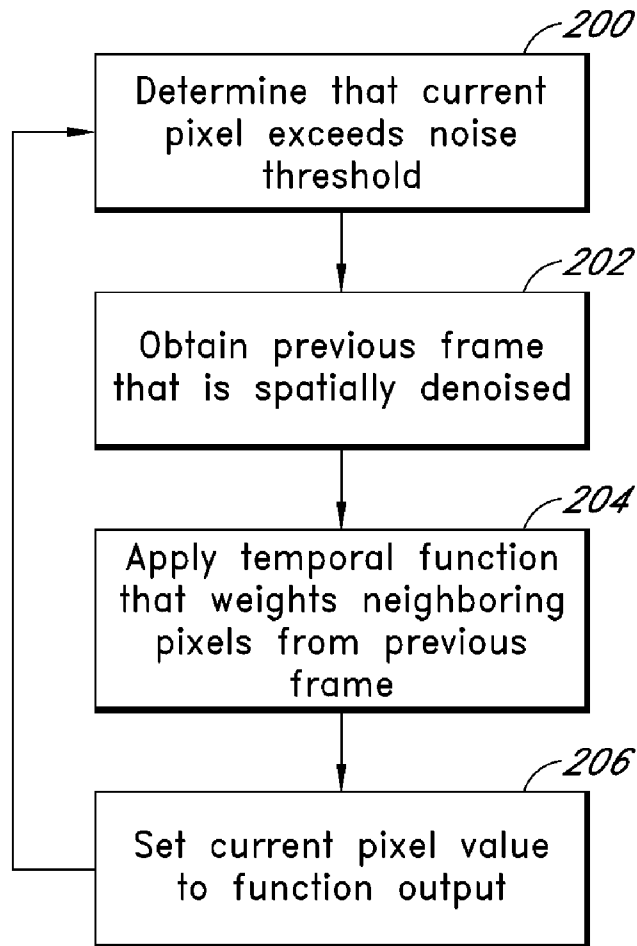 200
Determine that current
pixel exceeds noise
threshold
202
Obtain previous frame
that is spatially denoised
204
Apply temporal function
that weights neighboring
pixels from previous
frame
206
Set current pixel value
to function output